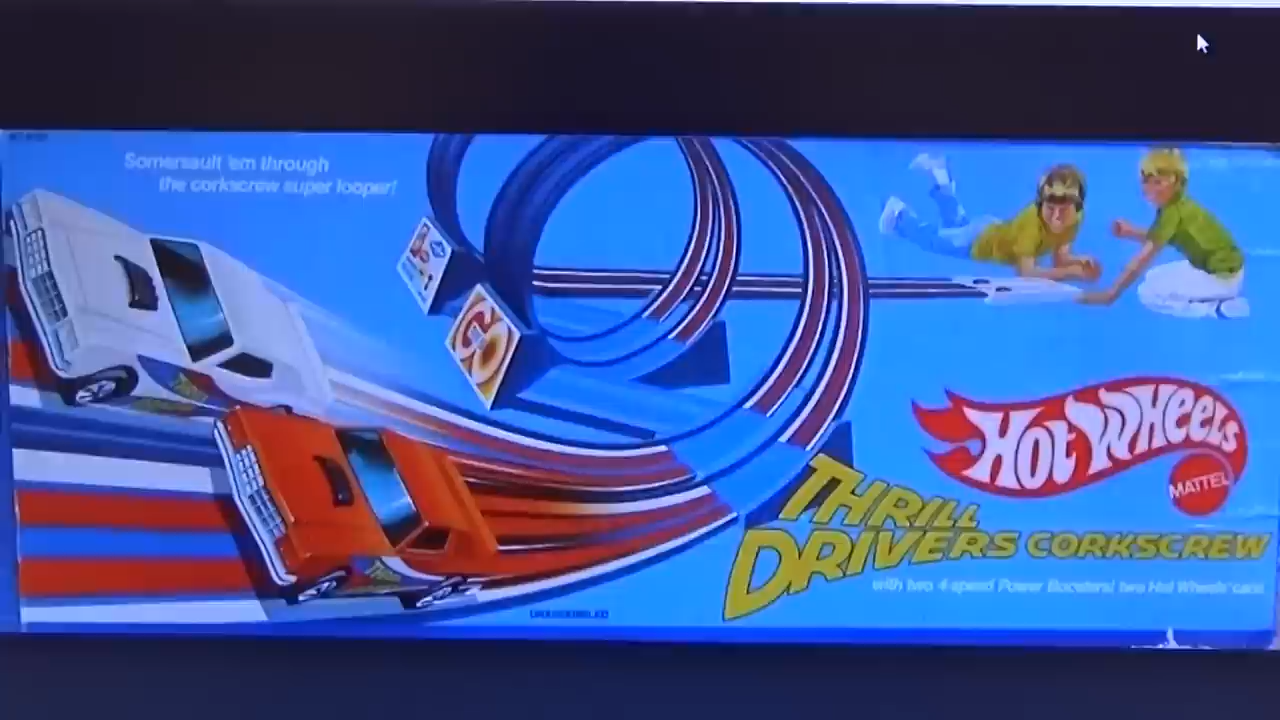 Somersault 'em through
the corkscrew super looper!
GO
HOT WHEELS
MATTEL
THRILL
DRIVERS CORKSCREW
with two 4-speed Power Boosters! two Hot Wheels cars!